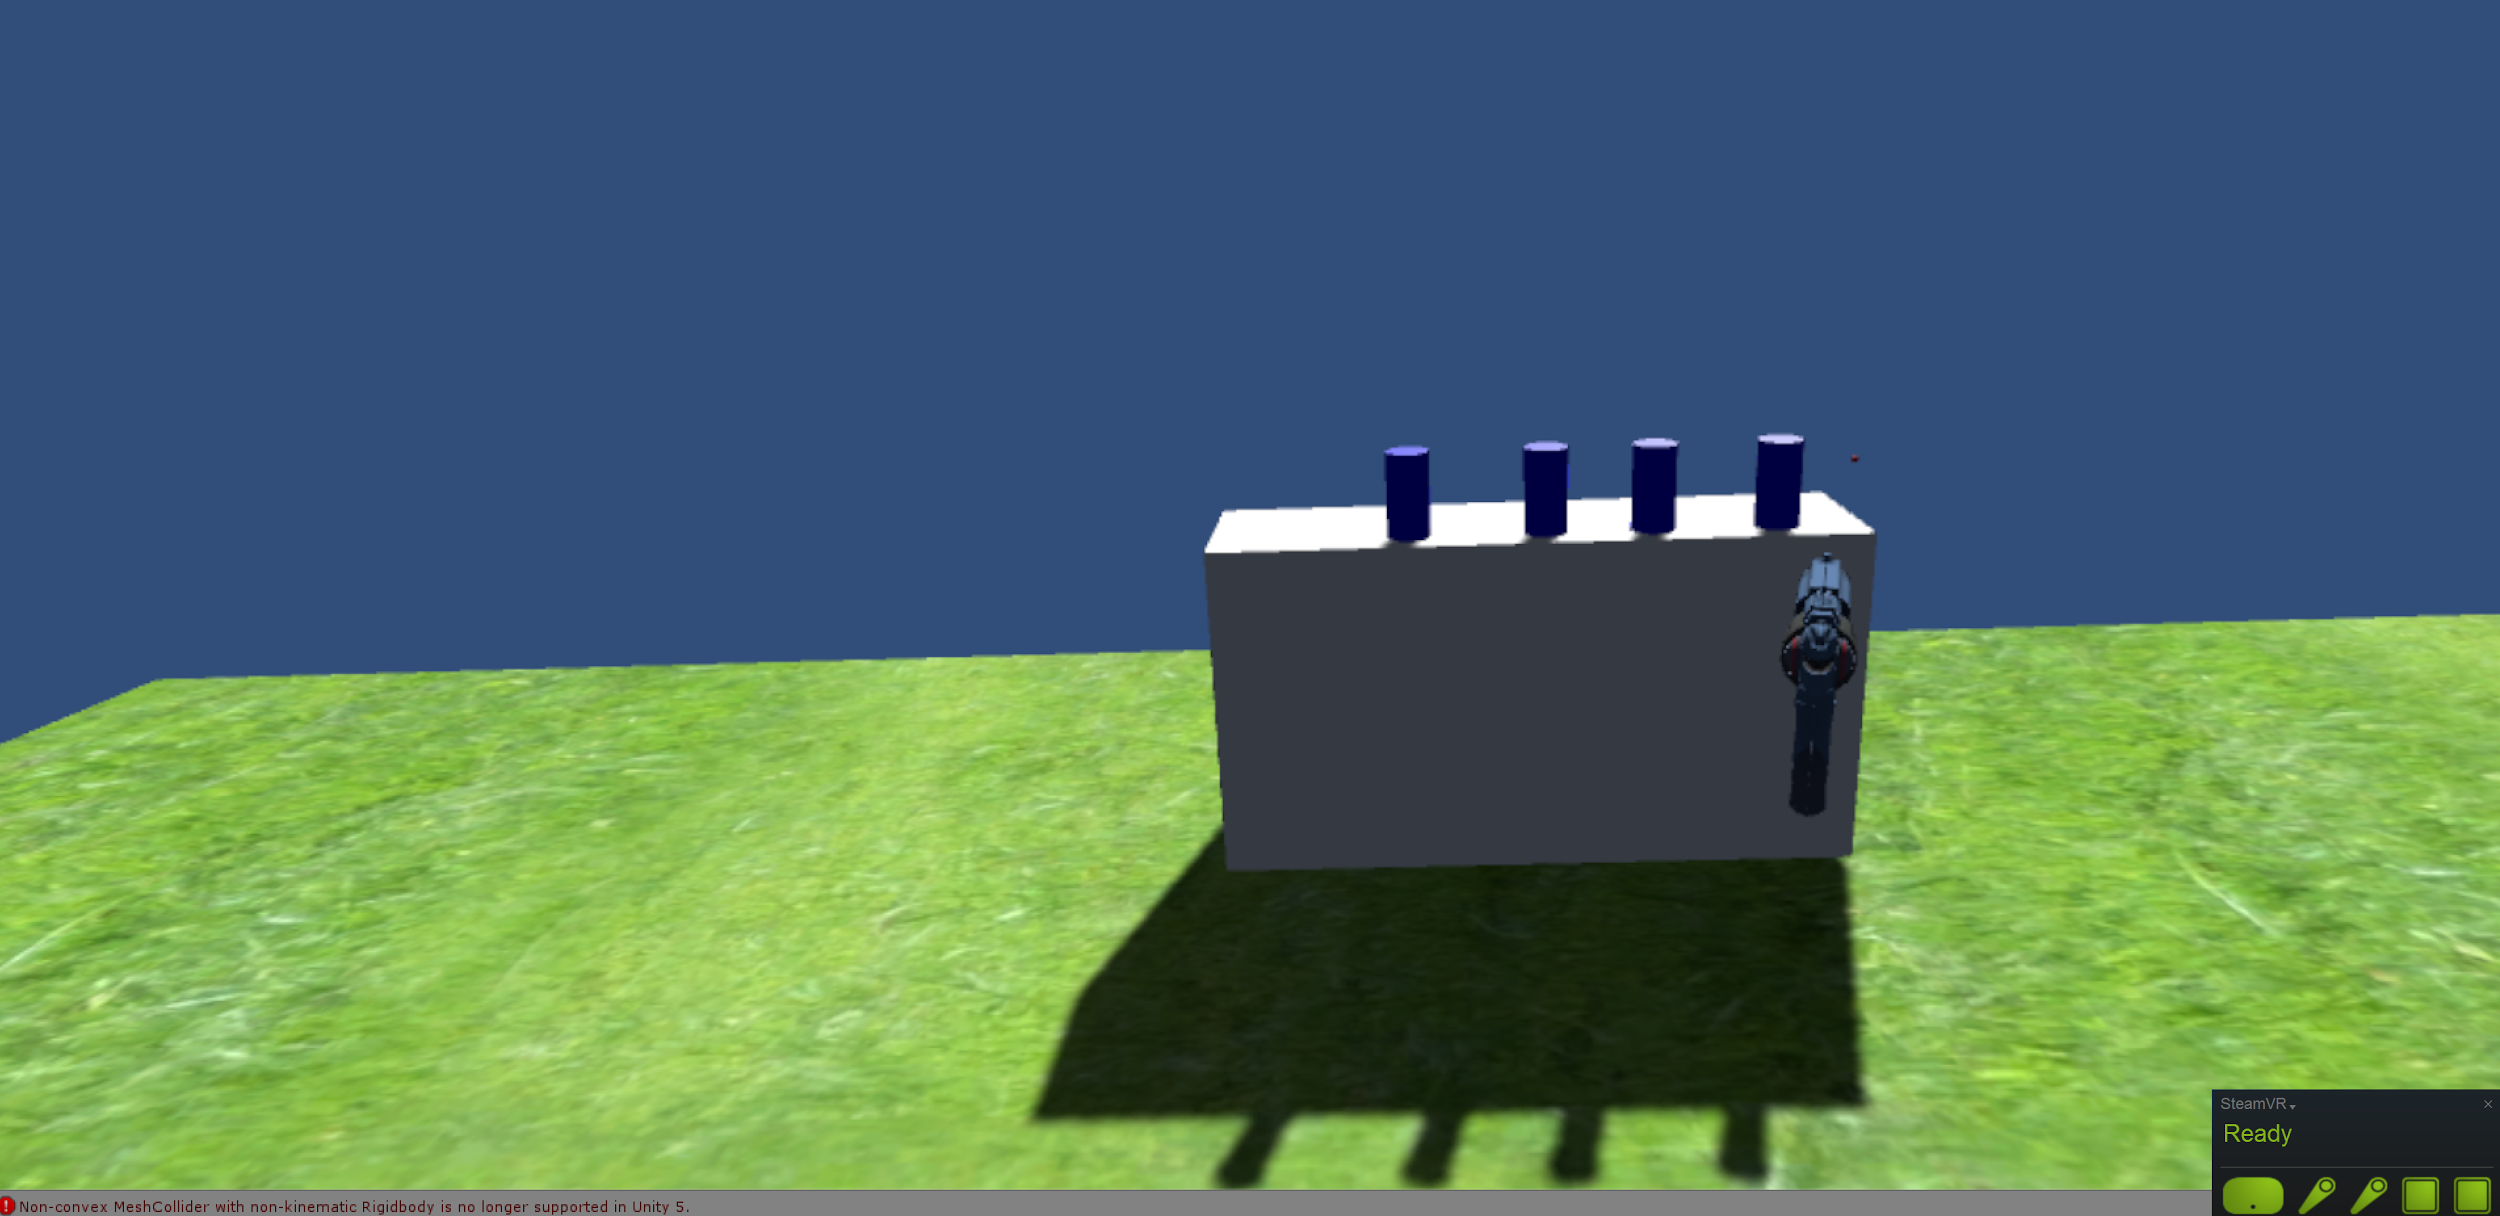 SteamVR
Ready
Non-convex MeshCollider with non-kinematic Rigidbody is no longer supported in Unity 5.